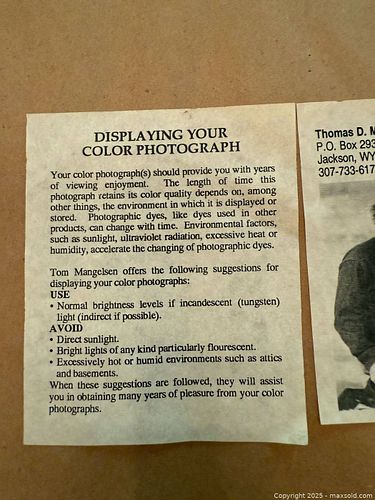 DISPLAYING YOUR
COLOR PHOTOGRAPH
Your color photograph(s) should provide you with years
of viewing enjoyment. The length of time this
photograph retains its color quality depends on, among
other things, the environment in which it is displayed or
stored. Photographic dyes, like dyes used in other
products, can change with time. Environmental factors,
such as sunlight, ultraviolet radiation, excessive heat or
humidity, accelerate the changing of photographic dyes.
Tom Mangelsen offers the following suggestions for
displaying your color photographs:
USE
• Normal brightness levels if incandescent (tungsten)
light (indirect if possible).
AVOID
• Direct sunlight.
• Bright lights of any kind particularly flourescent.
• Excessively hot or humid environments such as attics
and basements.
When these suggestions are followed, they will assist
you in obtaining many years of pleasure from your color
photographs.
Thomas D. M
P.O. Box 293
Jackson, WY
307-733-617
Copyright 2025 - maxsold.com